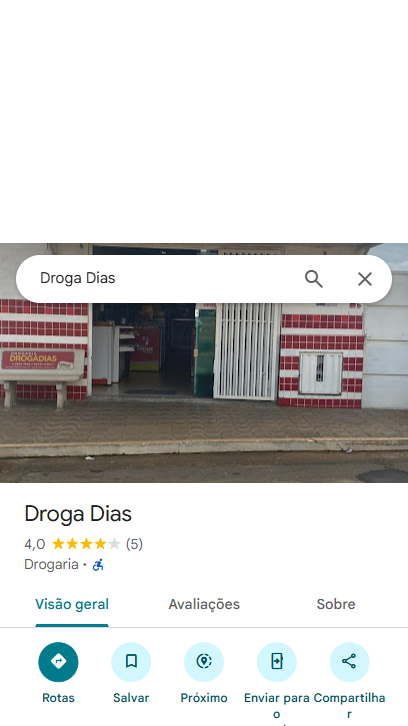 Droga Dias
DROGARIA
DROGADIAS
Droga Dias
4,0 (5)
Drogaria ·
Visão geral
Avaliações
Sobre
Rotas
Salvar
Próximo
Enviar para
o
Compartilha
r